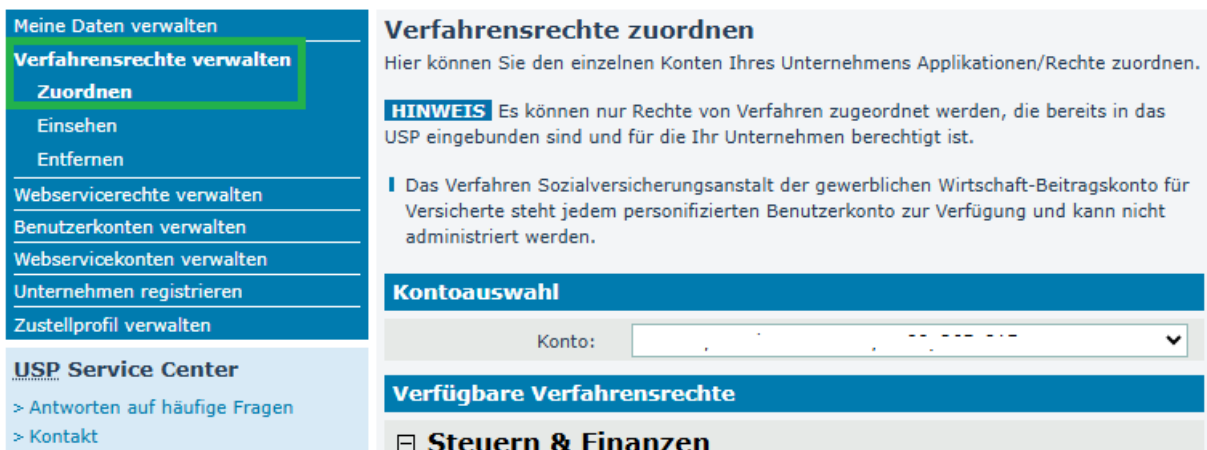 Meine Daten verwalten
Verfahrensrechte verwalten
Zuordnen
Einsehen
Entfernen
Webservicerechte verwalten
Benutzerkonten verwalten
Webservicekonten verwalten
Unternehmen registrieren
Zustellprofil verwalten
USP Service Center
> Antworten auf häufige Fragen
> Kontakt
Verfahrensrechte zuordnen
Hier können Sie den einzelnen Konten Ihres Unternehmens Applikationen/Rechte zuordnen.
HINWEIS Es können nur Rechte von Verfahren zugeordnet werden, die bereits in das
USP eingebunden sind und für die Ihr Unternehmen berechtigt ist.
Das Verfahren Sozialversicherungsanstalt der gewerblichen Wirtschaft-Beitragskonto für
Versicherte steht jedem personifizierten Benutzerkonto zur Verfügung und kann nicht
administriert werden.
Kontoauswahl
Konto:
Verfügbare Verfahrensrechte
Steuern & Finanzen